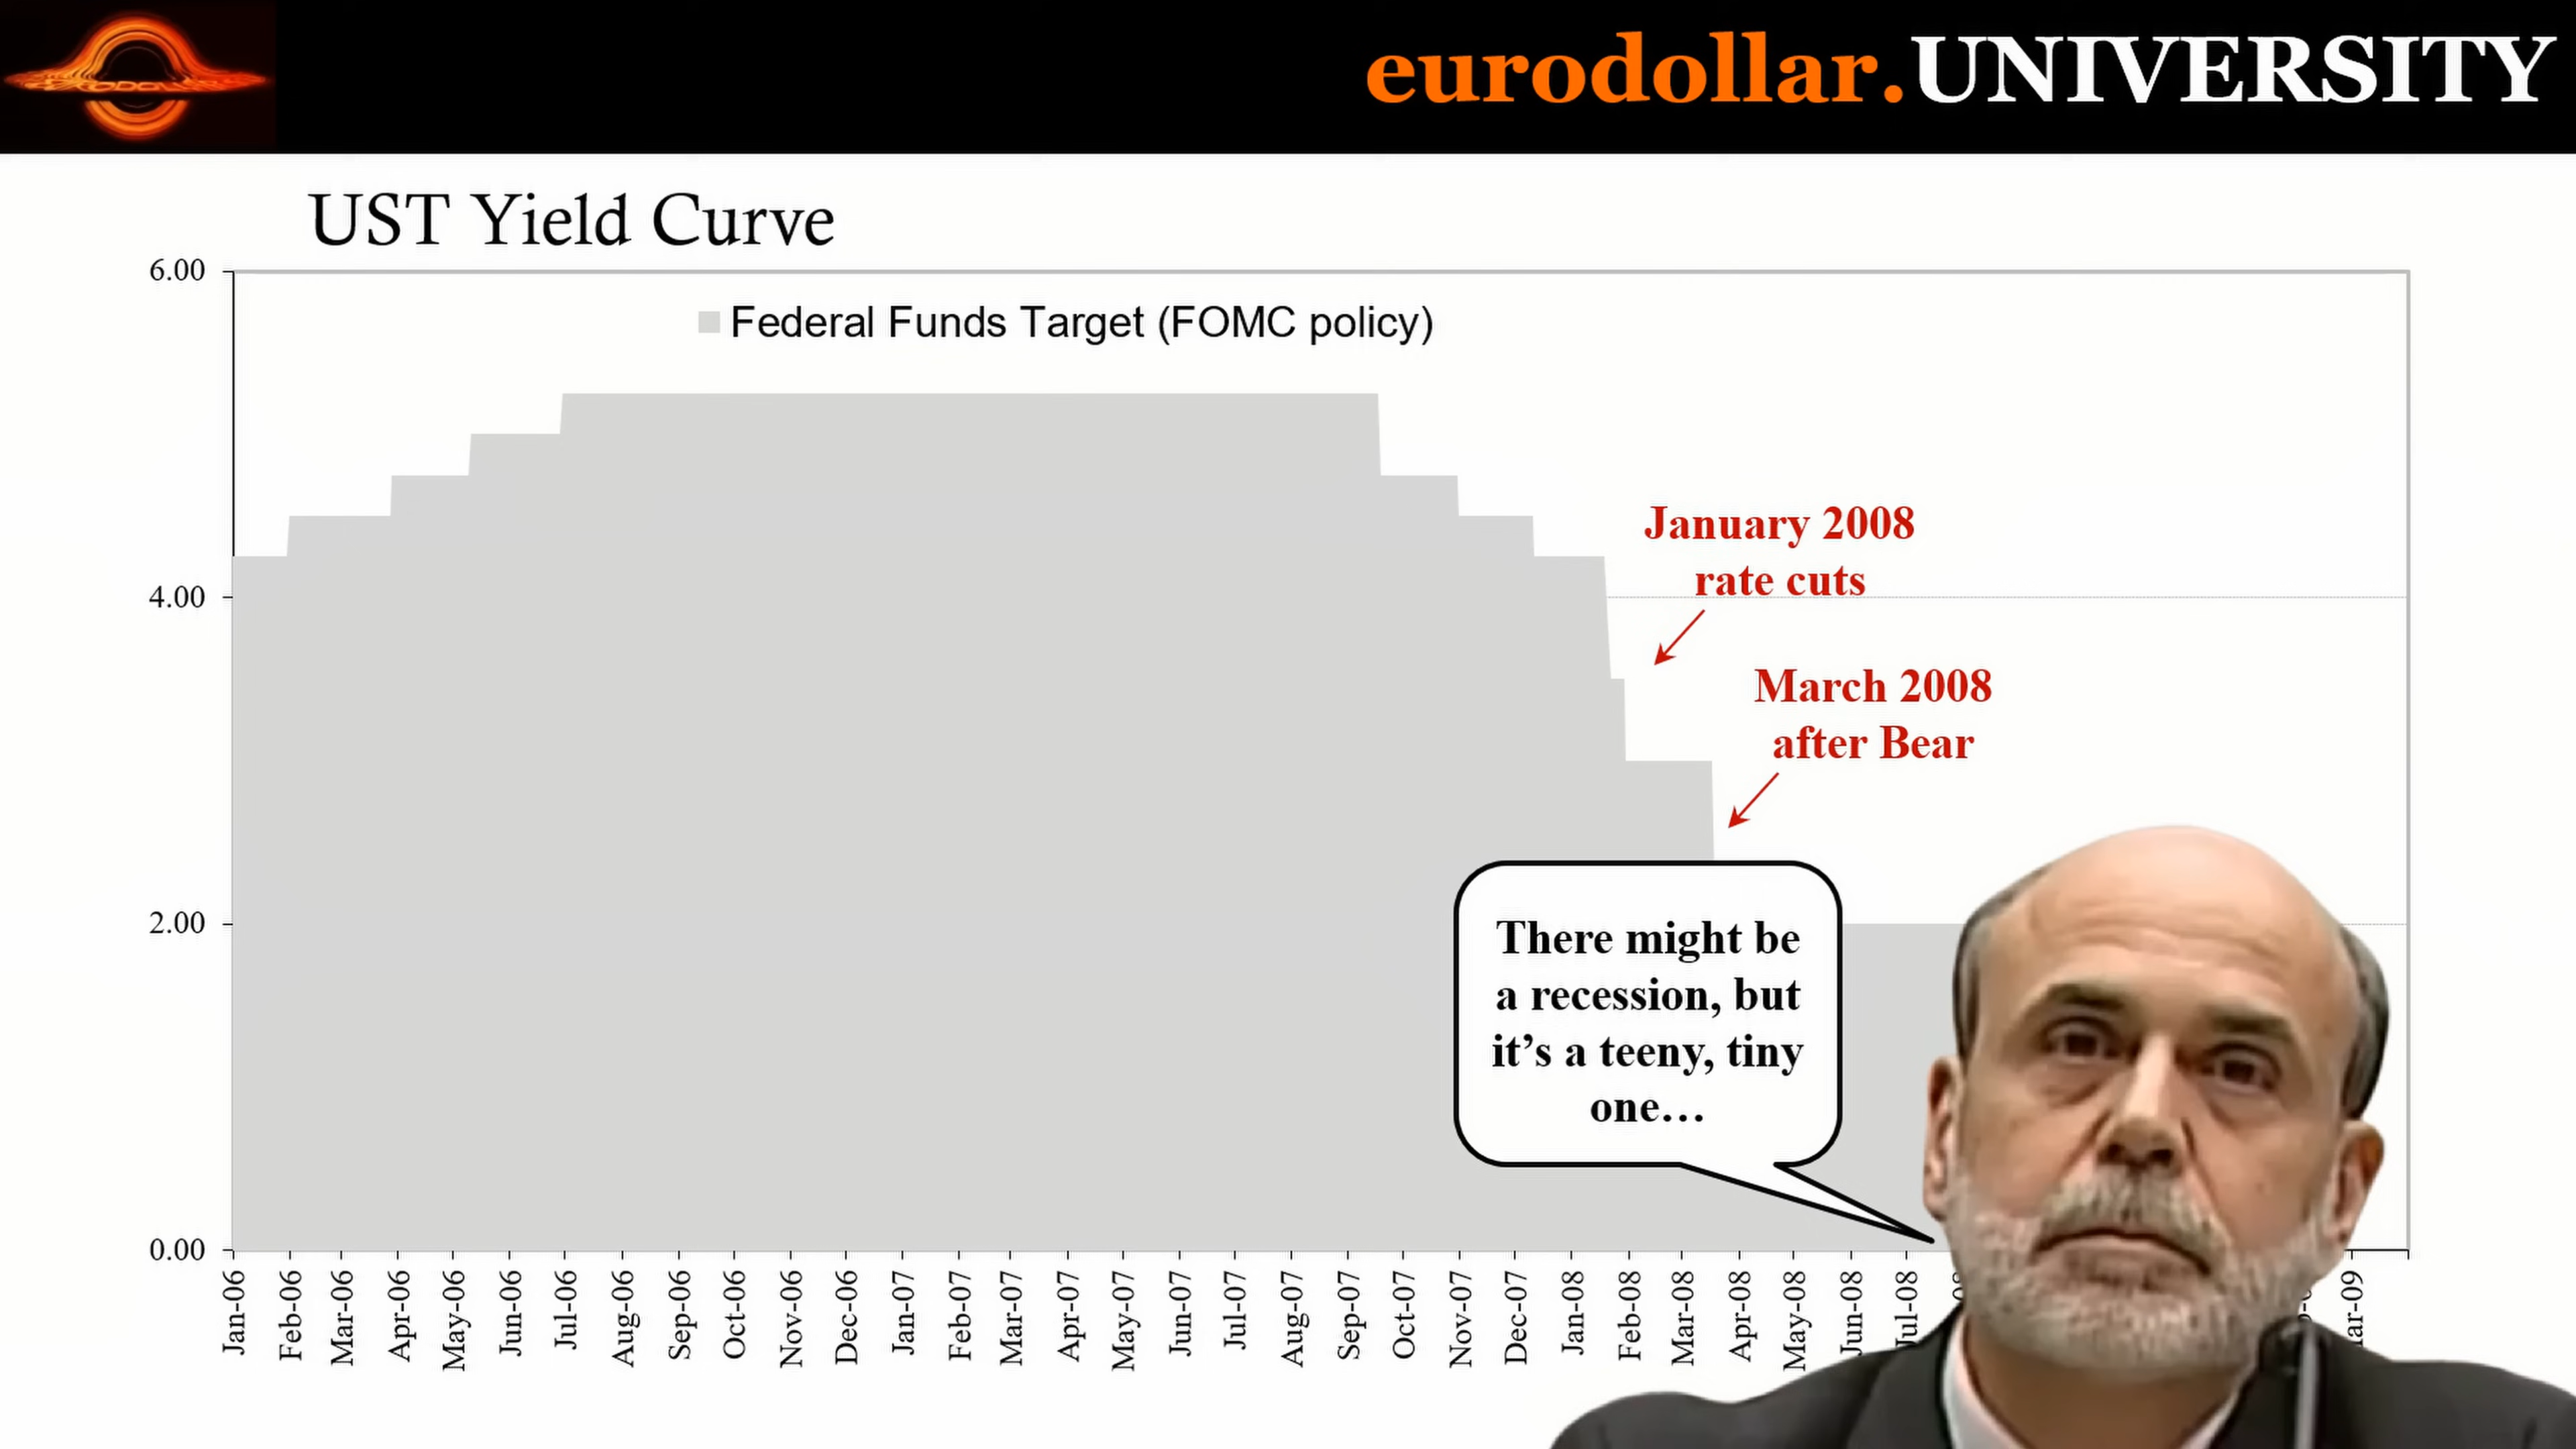 eurodollar.UNIVERSITY
UST Yield Curve
6.00
Federal Funds Target (FOMC policy)
4.00
2.00
0.00
January 2008
rate cuts
March 2008
after Bear
There might be
a recession, but
it's a teeny, tiny
one…
Jan-06
Feb-06
Mar-06
Apr-06
May-06
Jun-06
Jul-06
Aug-06
Sep-06
Oct-06
Nov-06
Dec-06
Jan-07
Feb-07
Mar-07
Apr-07
May-07
Jun-07
Jul-07
Aug-07
Sep-07
Oct-07
Nov-07
Dec-07
Jan-08
Feb-08
Mar-08
Apr-08
May-08
Jun-08
Jul-08